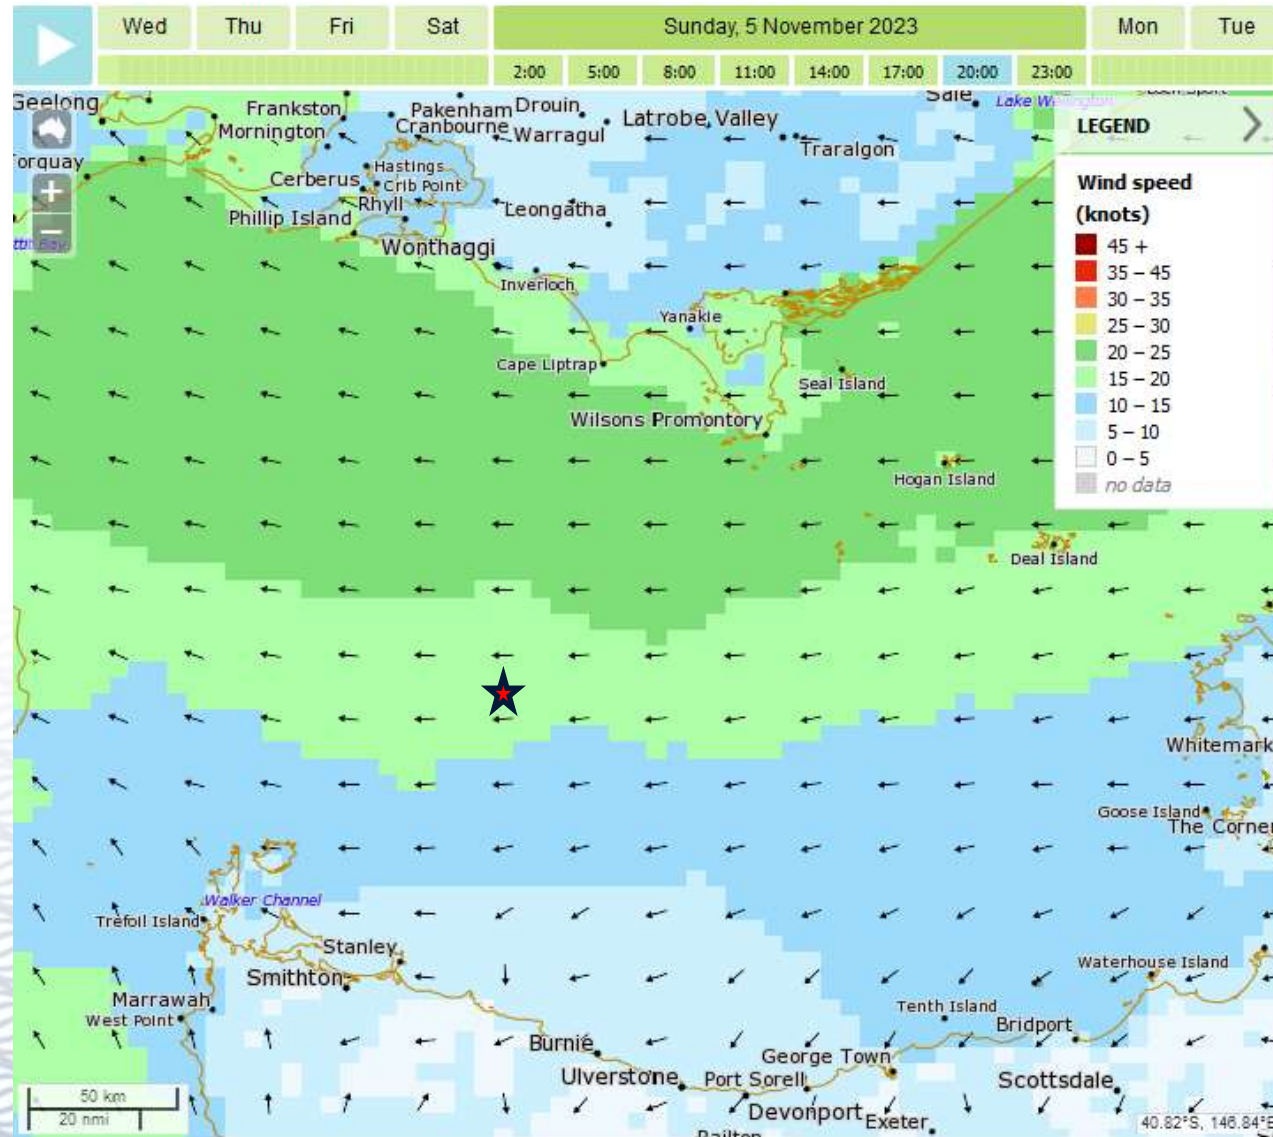 Wed Thu Fri Sat Sunday, 5 November 2023 Mon Tue
2:00 5:00 8:00 11:00 14:00 17:00 20:00 23:00
Geelong
Frankston
Pakenham
Drouin
Sale
Mornington
Cranbourne
Warragul
Latrobe Valley
Traralgon
Torquay
Hastings
Cerberus
Crib Point
Rhyll
Phillip Island
Leongatha
Wonthaggi
Inverloch
Yanakie
Cape Liptrap
Seal Island
Wilsons Promontory
Hogan Island
Deal Island
LEGEND
Wind speed
(knots)
45 +
35 – 45
30 – 35
25 – 30
20 – 25
15 – 20
10 – 15
5 – 10
0 – 5
no data
Whitemark
Goose Island
The Corner
Walker Channel
Trefoil Island
Stanley
Smithton
Waterhouse Island
Marrawah
West Point
Tenth Island
Bridport
Burnie
George Town
Ulverstone
Port Sorell
Scottsdale
Devonport
Exeter
50 km
20 nmi
40.82°S, 146.84°E